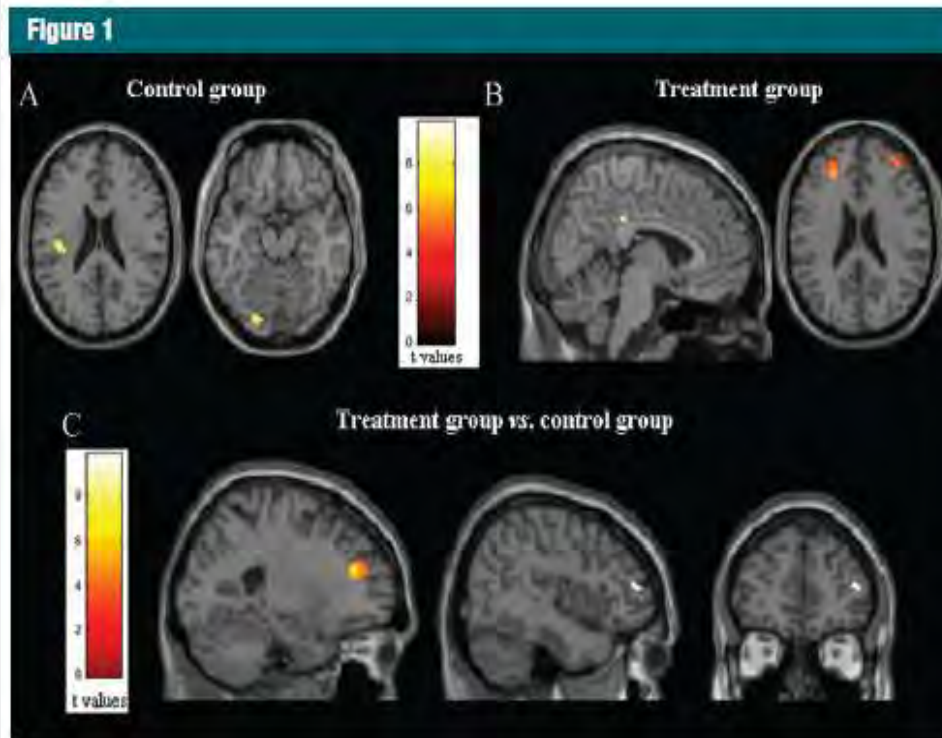 Figure 1
A
Control group
8
6
4
2
0
t values
B
Treatment group
C
Treatment group vs. control group
8
6
4
2
0
t values